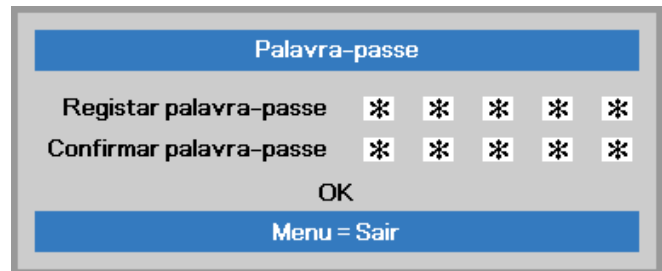 Palavra-passe
Registar palavra-passe * * * * *
Confirmar palavra-passe * * * * *
OK
Menu = Sair